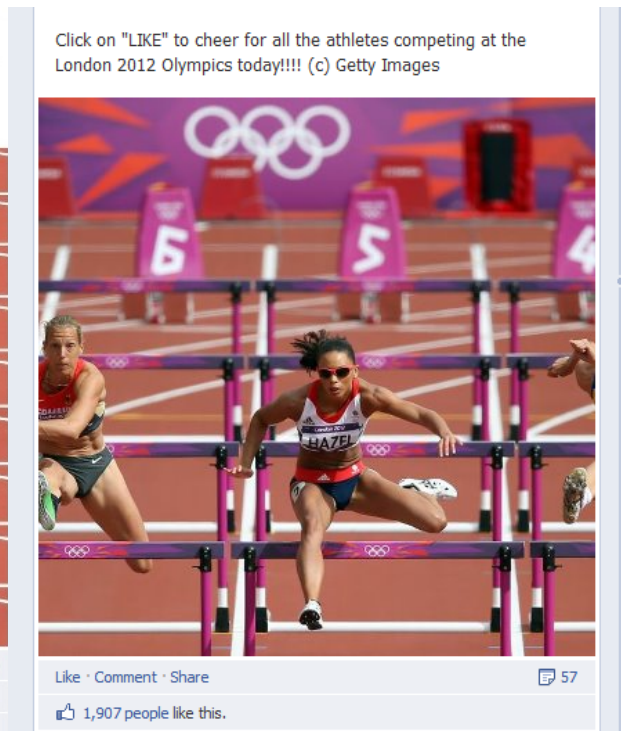 Click on "LIKE" to cheer for all the athletes competing at the
London 2012 Olympics today!!!! (c) Getty Images
6 5 4
London 2012
HAZEL
Like · Comment · Share 57
1,907 people like this.